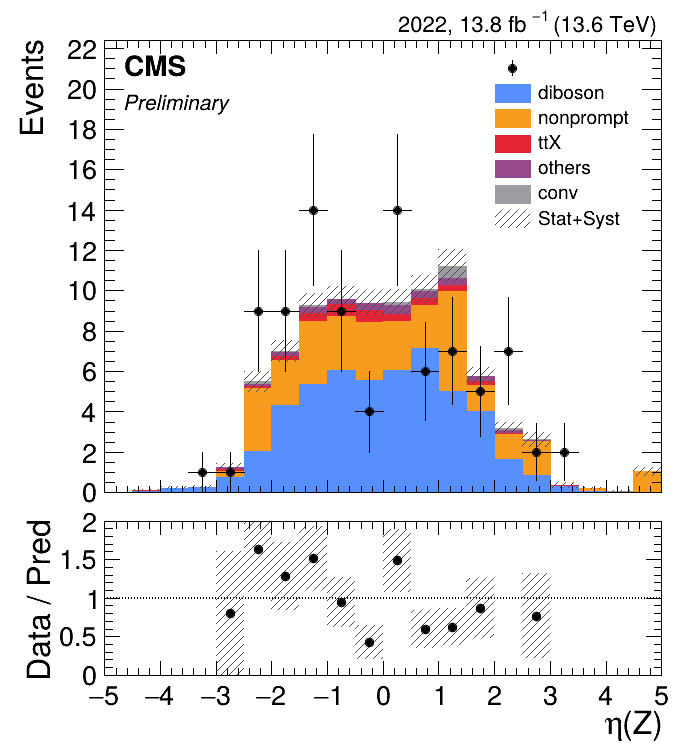 2022, 13.8 fb⁻¹ (13.6 TeV)
CMS
Preliminary
Events
22
20
18
16
14
12
10
8
6
4
2
0
diboson
nonprompt
ttX
others
conv
Stat+Syst
Data / Pred
2
1.5
1
0.5
0
−5 −4 −3 −2 −1 0 1 2 3 4 5
η(Z)